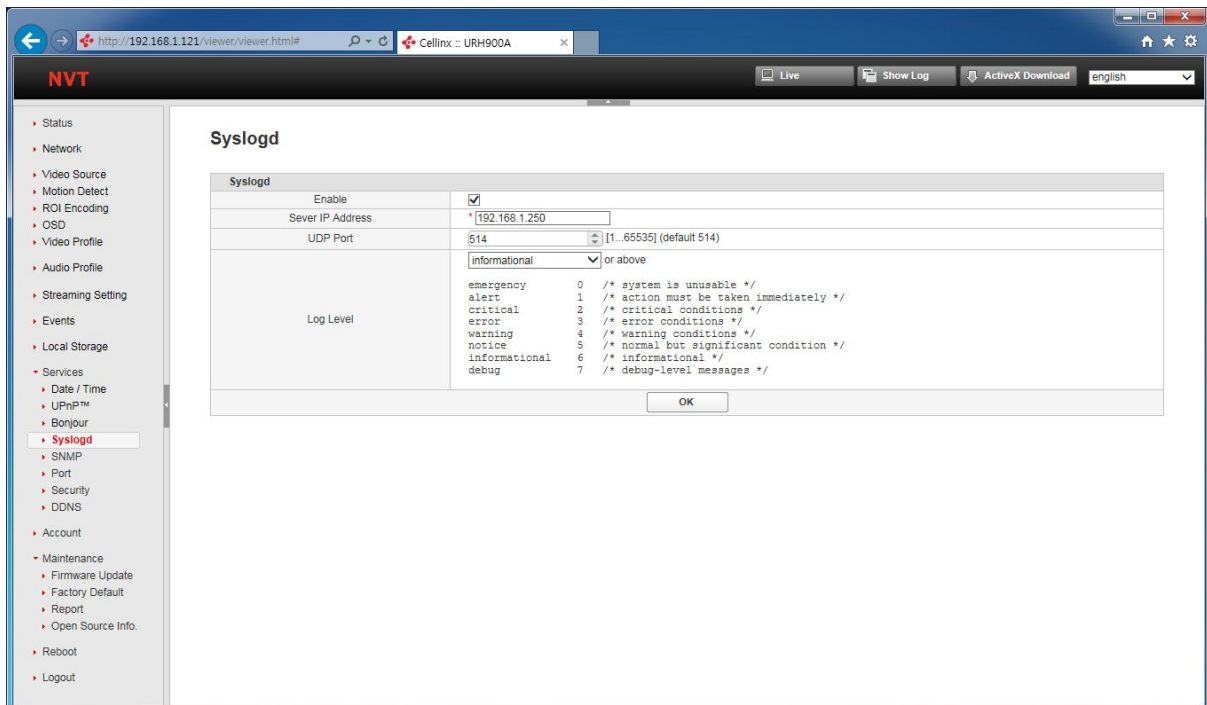 http://192.168.1.121/viewer/viewer.html#
Cellinx :: URH900A
NVT
Live
Show Log
ActiveX Download
english
Status
Network
Video Source
Motion Detect
ROI Encoding
OSD
Video Profile
Audio Profile
Streaming Setting
Events
Local Storage
Services
Date / Time
UPnP™
Bonjour
Syslogd
SNMP
Port
Security
DDNS
Account
Maintenance
Firmware Update
Factory Default
Report
Open Source Info.
Reboot
Logout
Syslogd
Syslogd
Enable
Sever IP Address * 192.168.1.250
UDP Port 514 [1...65535] (default 514)
Log Level
informational or above
emergency 0 /* system is unusable */
alert 1 /* action must be taken immediately */
critical 2 /* critical conditions */
error 3 /* error conditions */
warning 4 /* warning conditions */
notice 5 /* normal but significant condition */
informational 6 /* informational */
debug 7 /* debug-level messages */
OK